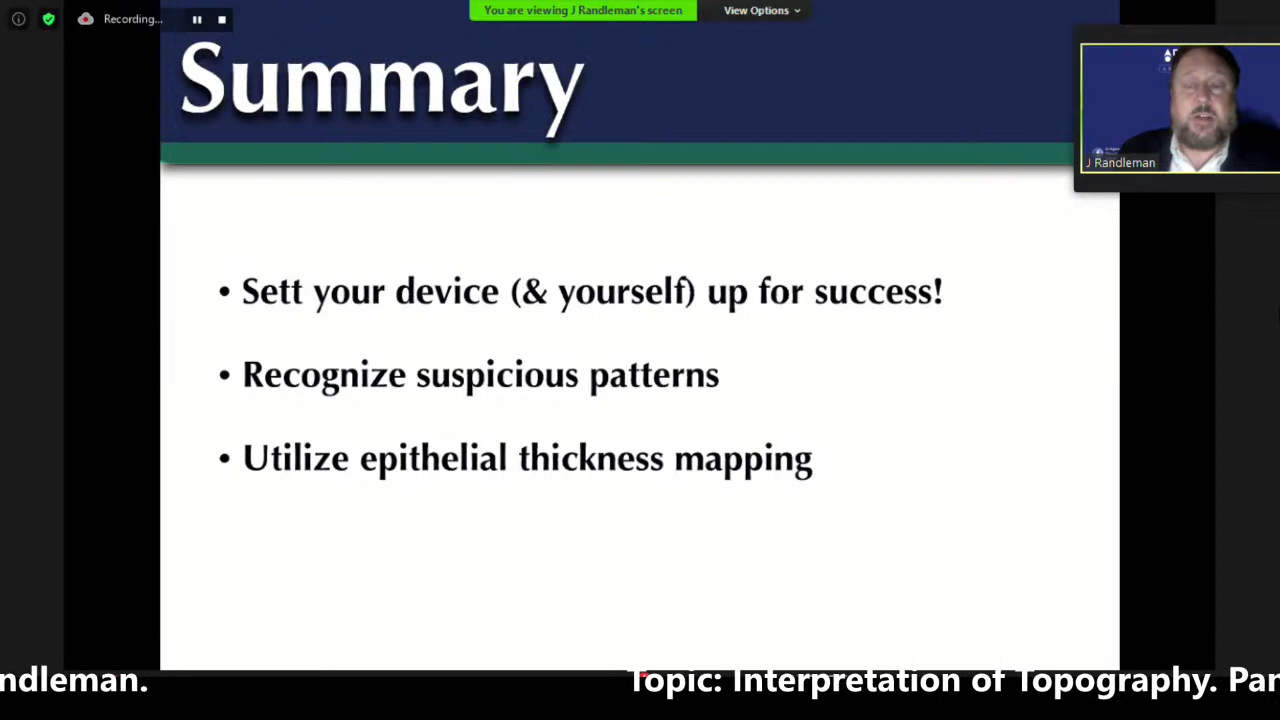 Recording...
You are viewing J Randleman's screen
View Options
Summary
J Randleman
• Sett your device (& yourself) up for success!
• Recognize suspicious patterns
• Utilize epithelial thickness mapping
ndleman. Topic: Interpretation of Topography. Par